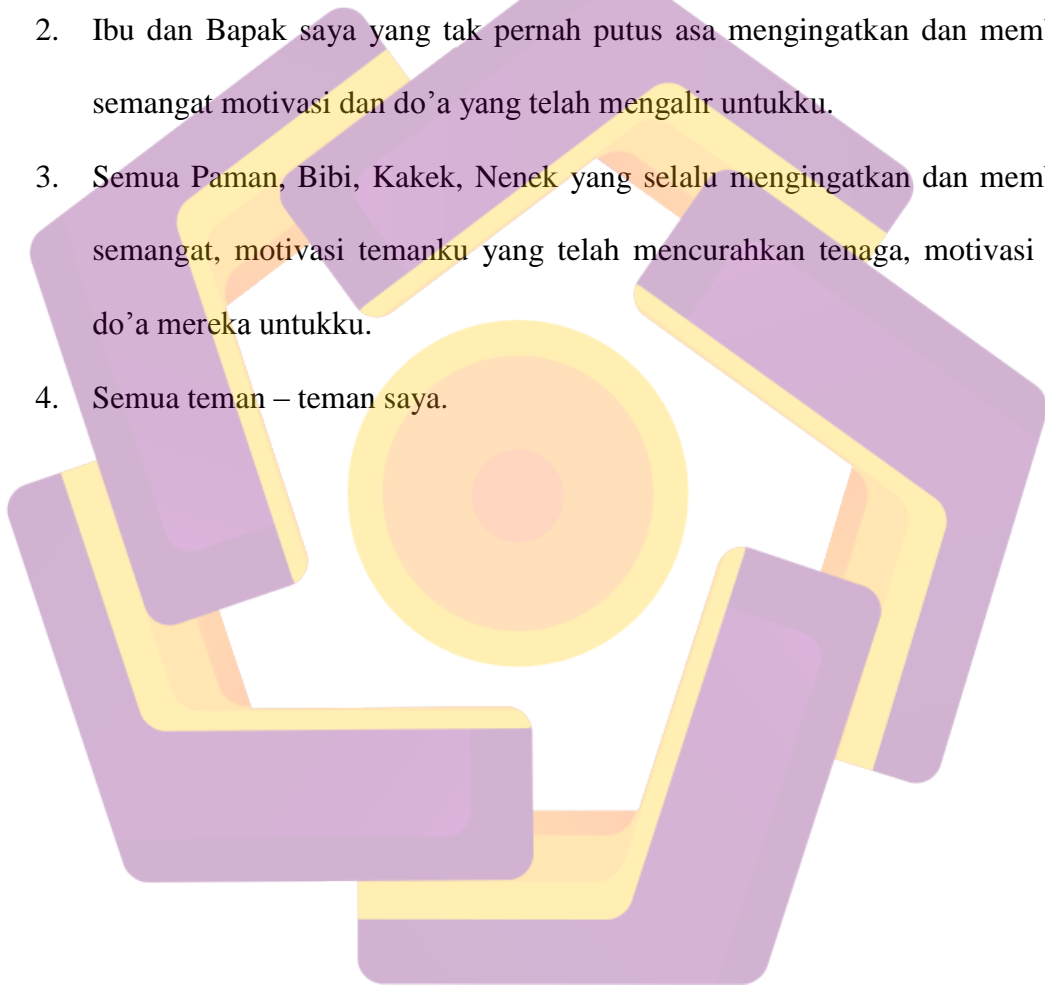 2. Ibu dan Bapak saya yang tak pernah putus asa mengingatkan dan mem
semangat motivasi dan do’a yang telah mengalir untukku.
3. Semua Paman, Bibi, Kakek, Nenek yang selalu mengingatkan dan mem
semangat, motivasi temanku yang telah mencurahkan tenaga, motivasi
do’a mereka untukku.
4. Semua teman – teman saya.